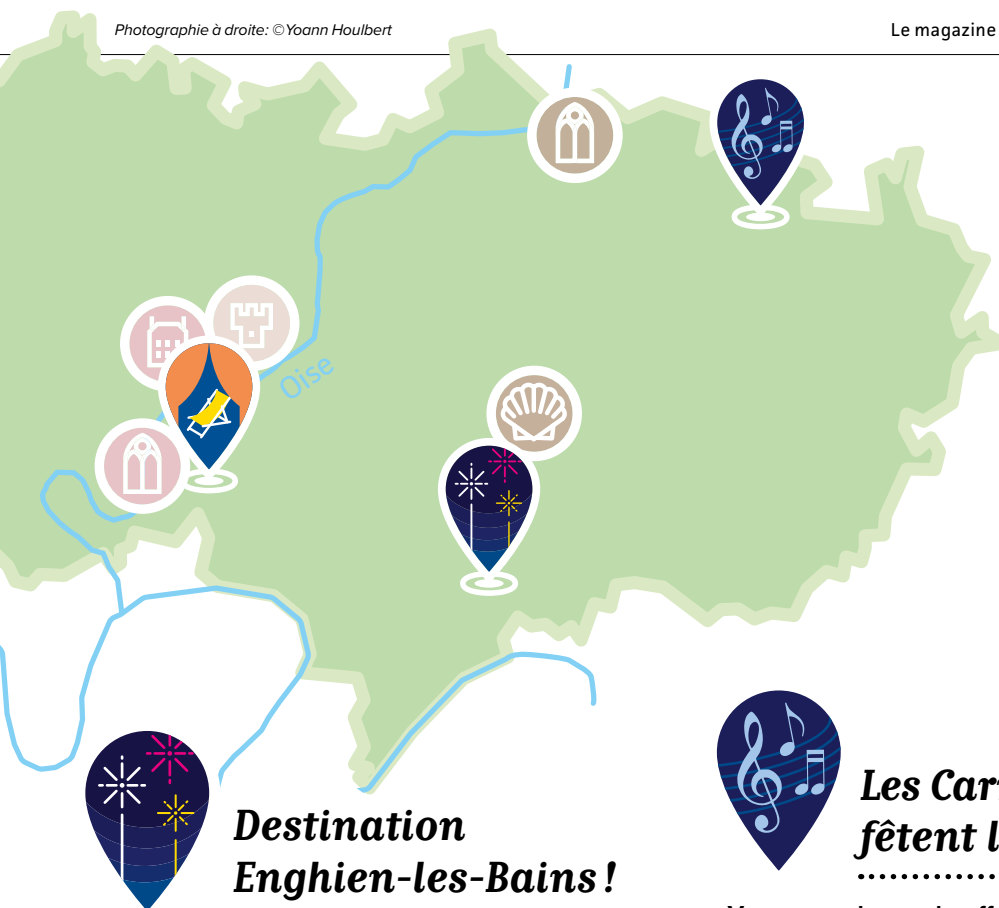 Photographie à droite: ©Yoann Houlbert
Le magazine
Oise
Destination
Enghien-les-Bains !
Les Car
fêtent l